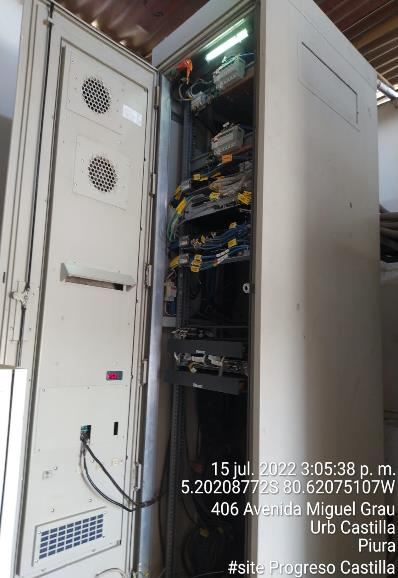 15 jul. 2022 3:05:38 p. m.
5.20208772S 80.62075107W
406 Avenida Miguel Grau
Urb Castilla
Piura
#site Progreso Castilla